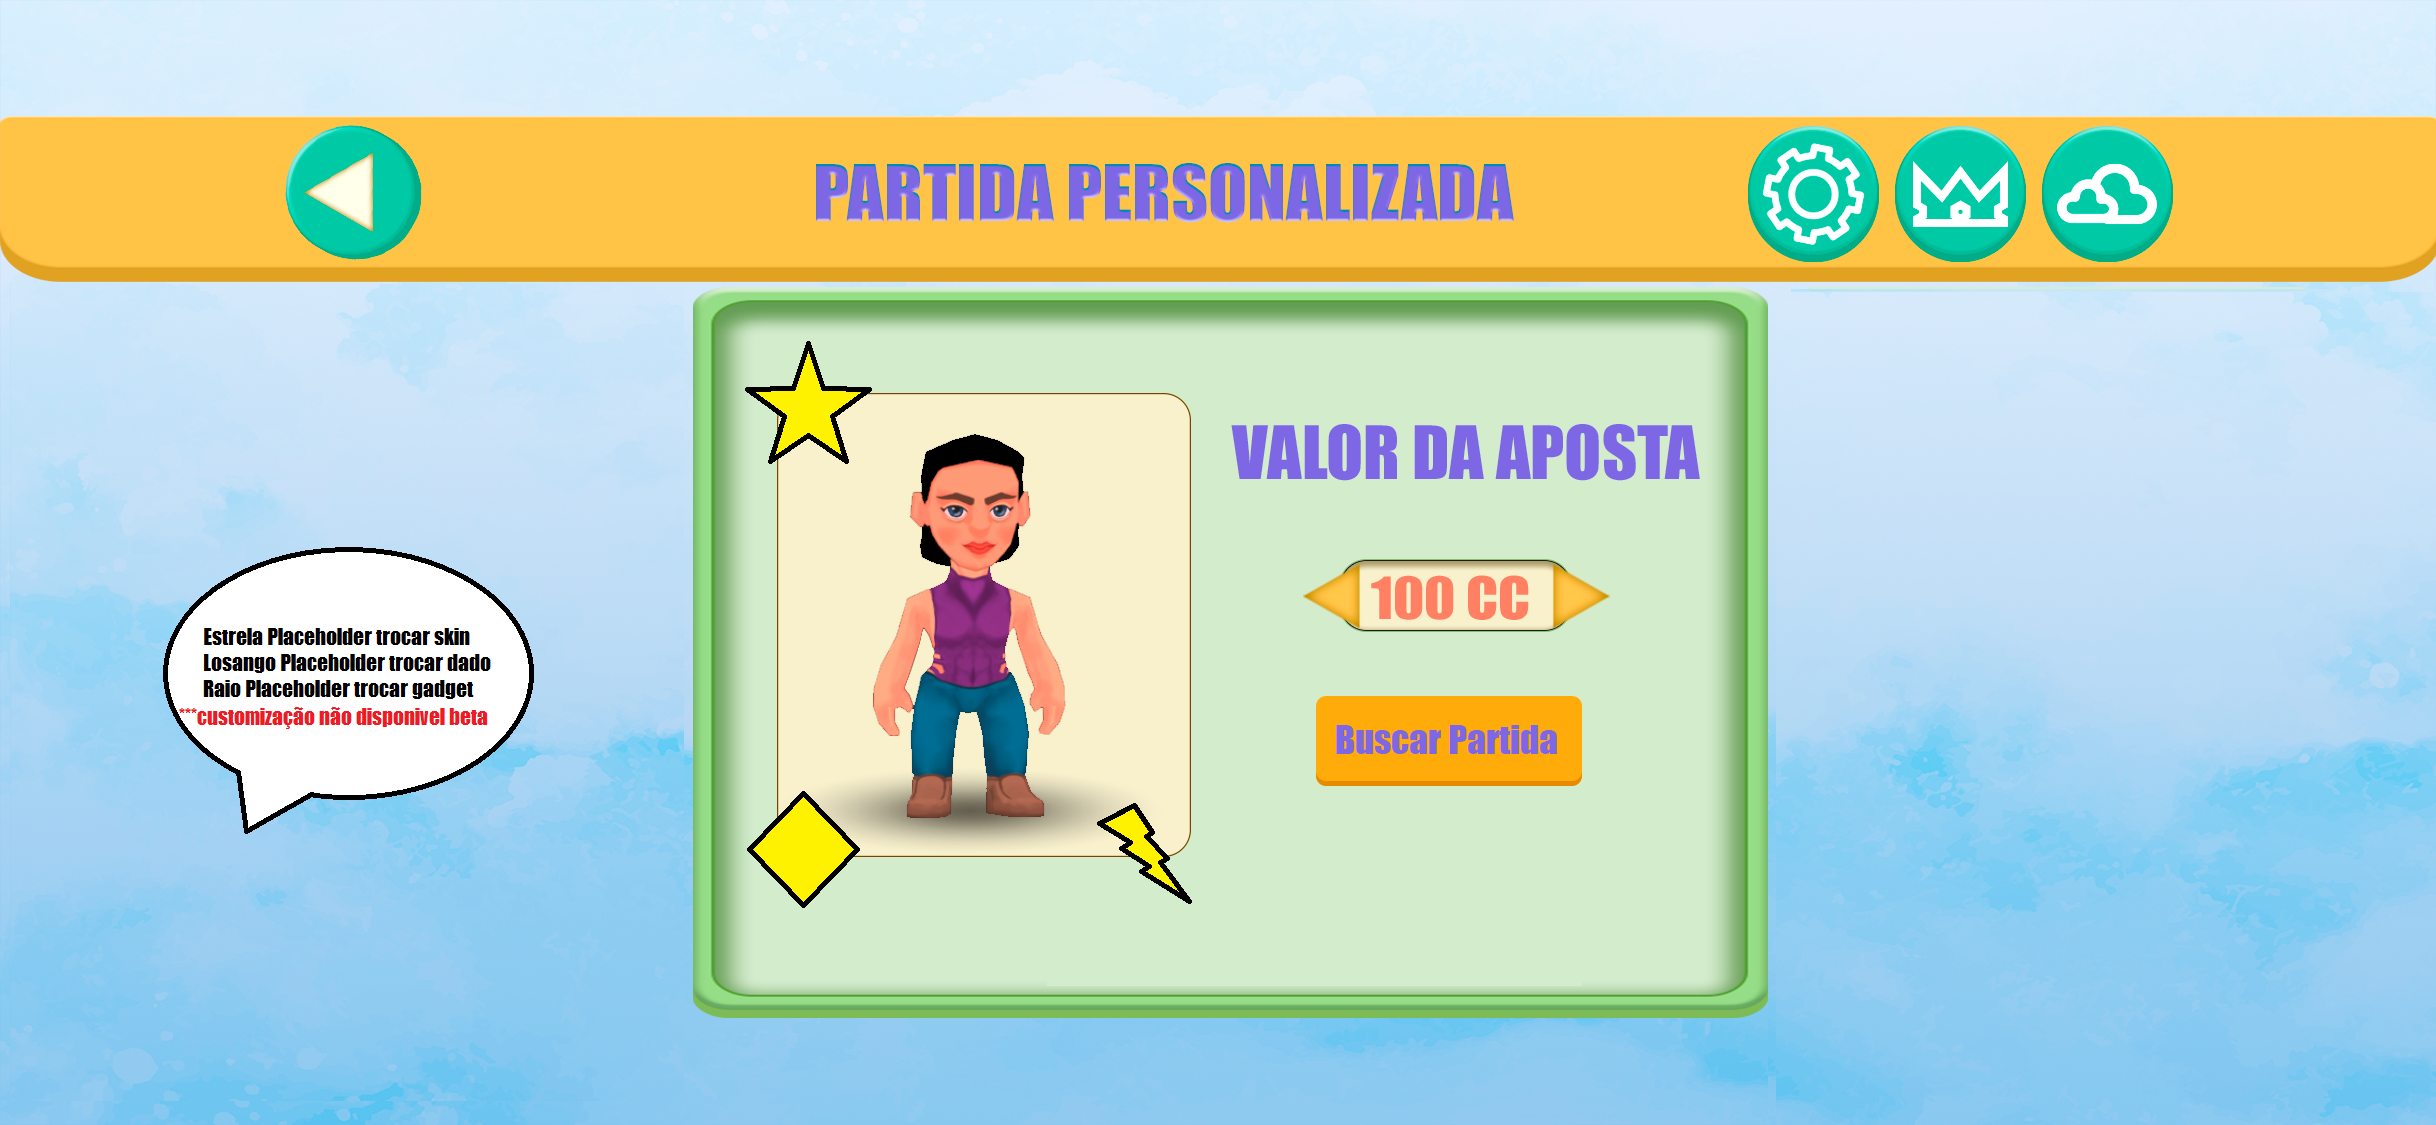 PARTIDA PERSONALIZADA
VALOR DA APOSTA
100 CC
Buscar Partida
Estrela Placeholder trocar skin
Losango Placeholder trocar dado
Raio Placeholder trocar gadget
***customização não disponivel beta